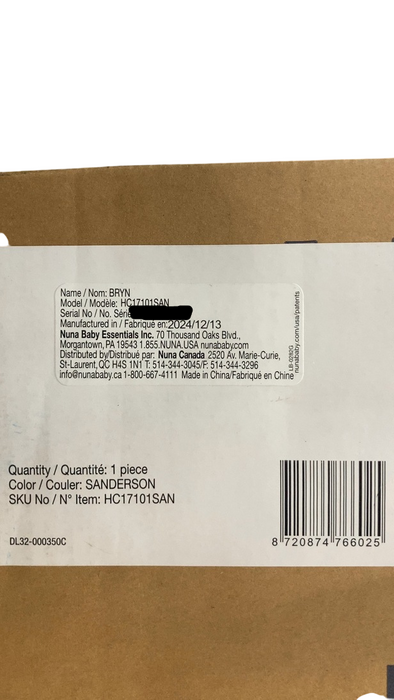 Name / Nom: BRYN
Model / Modèle: HC17101SAN
Serial No / No. Série
Manufactured in / Fabriqué en:2024/12/13
Nuna Baby Essentials Inc. 70 Thousand Oaks Blvd.,
Morgantown, PA 19543 1.855.NUNA.USA nunababy.com
Distributed by/Distribué par: Nuna Canada 2520 Av. Marie-Curie,
St-Laurent,QC H4S 1N1 T: 514-344-3045/F: 514-344-3296
info@nunababy.ca 1-800-667-4111 Made in China/Fabriqué en Chine
LB-0282G
nunababy.com/usa/patents
Quantity / Quantité: 1 piece
Color / Couler: SANDERSON
SKU No / N° Item: HC17101SAN
DL32-000350C
8 720874 766025